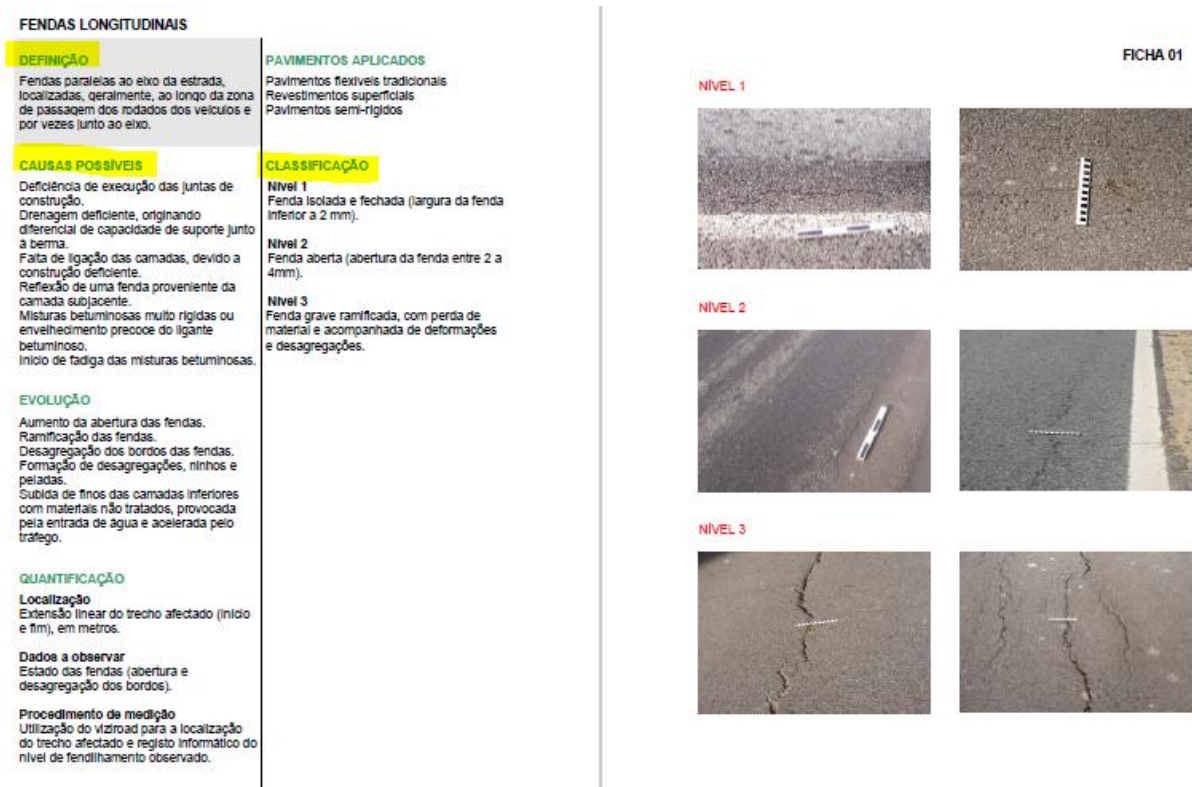 FENDAS LONGITUDINAIS
DEFINIÇÃO
Fendas paralelas ao eixo da estrada,
localizadas, geralmente, ao longo da zona
de passagem dos rodados dos veículos e
por vezes junto ao eixo.
PAVIMENTOS APLICADOS
Pavimentos flexíveis tradicionais
Revestimentos superficiais
Pavimentos semi-rígidos
CAUSAS POSSÍVEIS
Deficiência de execução das juntas de
construção.
Drenagem deficiente, originando
diferencial de capacidade de suporte junto
à berma.
Falta de ligação das camadas, devido a
construção deficiente.
Reflexão de uma fenda proveniente da
camada subjacente.
Misturas betuminosas muito rígidas ou
envelhecimento precoce do ligante
betuminoso.
Início de fadiga das misturas betuminosas.
CLASSIFICAÇÃO
Nível 1
Fenda isolada e fechada (largura da fenda
inferior a 2 mm).
Nível 2
Fenda aberta (abertura da fenda entre 2 a
4mm).
Nível 3
Fenda grave ramificada, com perda de
material e acompanhada de deformações
e desagregações.
EVOLUÇÃO
Aumento da abertura das fendas.
Ramificação das fendas.
Desagregação dos bordos das fendas.
Formação de desagregações, ninhos e
peladas.
Subida de finos das camadas inferiores
com materiais não tratados, provocada
pela entrada de água e acelerada pelo
tráfego.
QUANTIFICAÇÃO
Localização
Extensão linear do trecho afectado (início
e fim), em metros.
Dados a observar
Estado das fendas (abertura e
desagregação dos bordos).
Procedimento de medição
Utilização do viziroad para a localização
do trecho afectado e registo informático do
nível de fendilhamento observado.
FICHA 01
NÍVEL 1
NÍVEL 2
NÍVEL 3